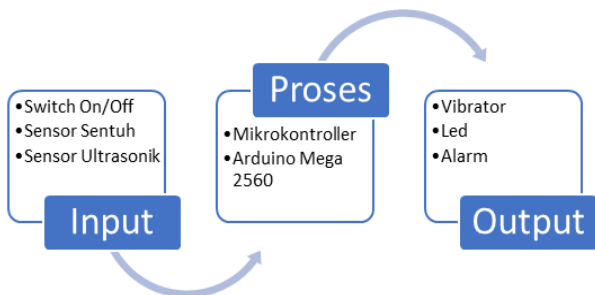 •Switch On/Off
•Sensor Sentuh
•Sensor Ultrasonik
Input
Proses
•Mikrokontroller
•Arduino Mega
2560
•Vibrator
•Led
•Alarm
Output